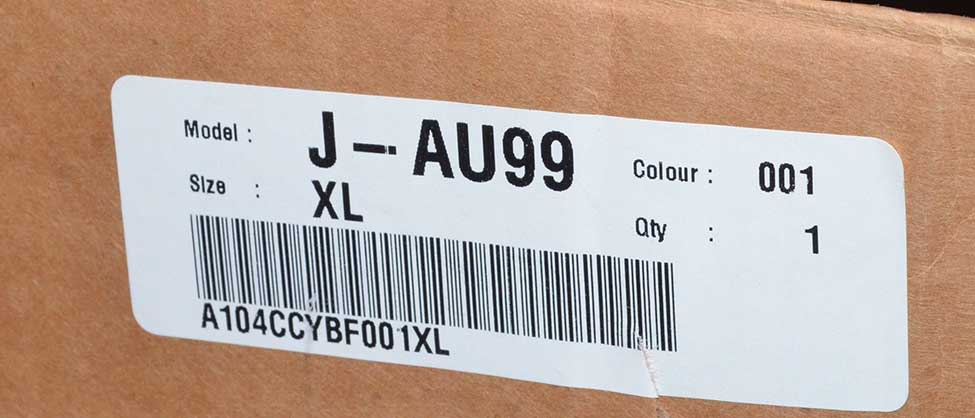 Model : J-AU99 Colour : 001
Size : XL Qty : 1
A104CCYBF001XL